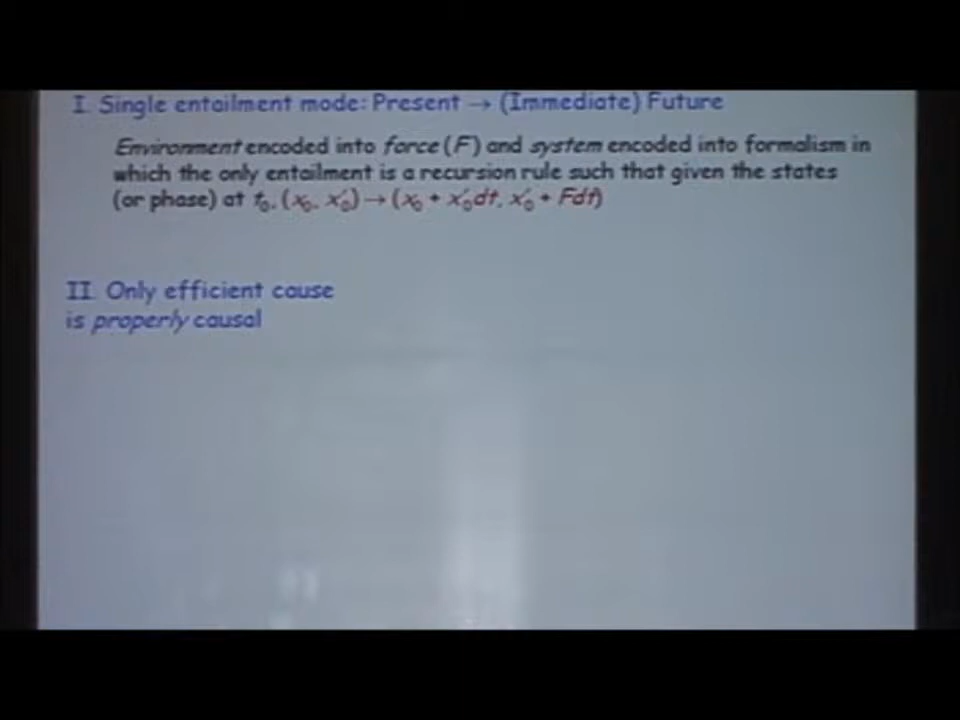 I. Single entailment mode: Present → (Immediate) Future
Environment encoded into force (F) and system encoded into formalism in
which the only entailment is a recursion rule such that given the states
(or phase) at t₀, (x₀, x′₀) → (x₀ + x′₀dt, x′₀ + Fdt)
II. Only efficient cause
is properly causal